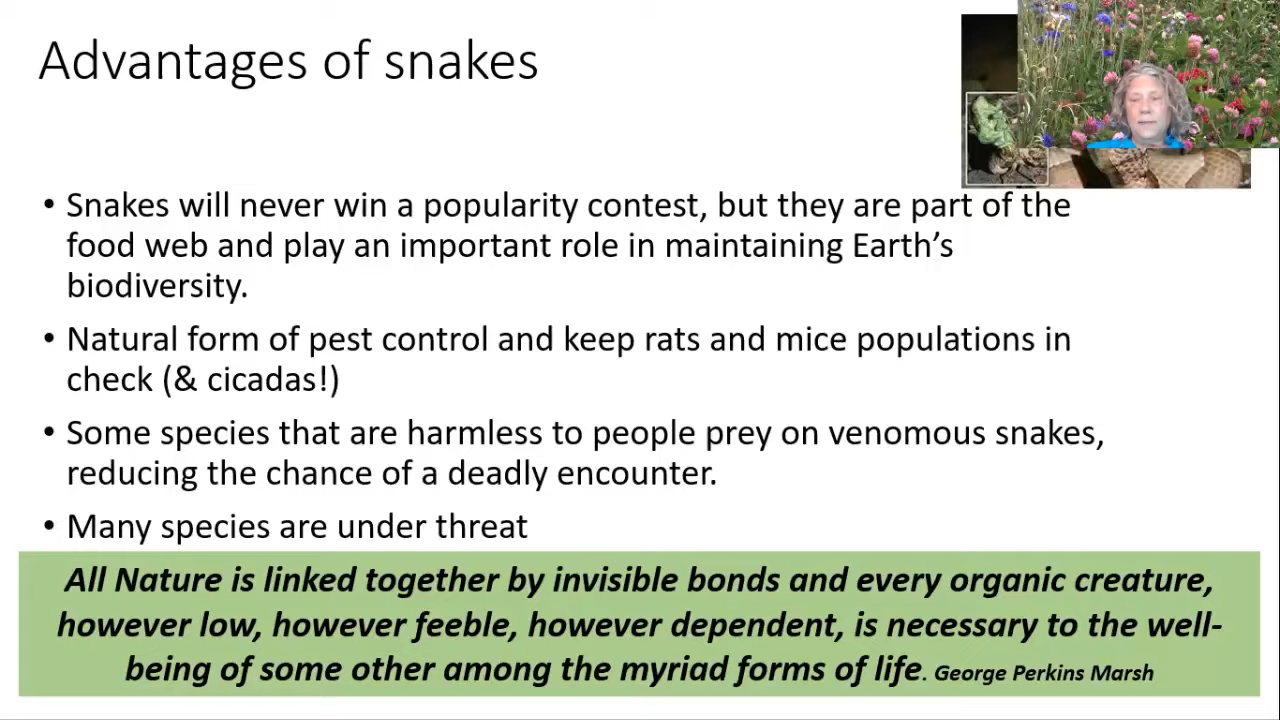 Advantages of snakes
• Snakes will never win a popularity contest, but they are part of the
food web and play an important role in maintaining Earth’s
biodiversity.
• Natural form of pest control and keep rats and mice populations in
check (& cicadas!)
• Some species that are harmless to people prey on venomous snakes,
reducing the chance of a deadly encounter.
• Many species are under threat
All Nature is linked together by invisible bonds and every organic creature,
however low, however feeble, however dependent, is necessary to the well-
being of some other among the myriad forms of life. George Perkins Marsh